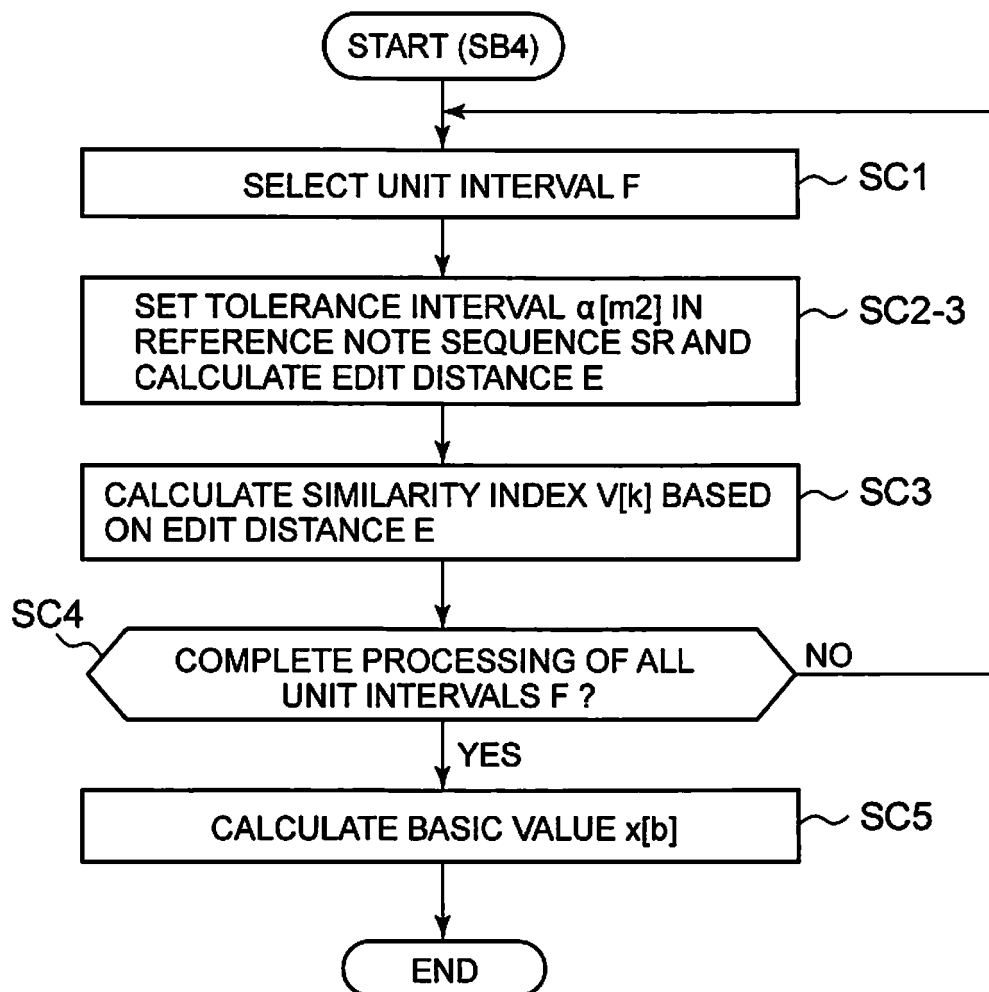 START (SB4)
SELECT UNIT INTERVAL F
SC1
SET TOLERANCE INTERVAL α[m2] IN
REFERENCE NOTE SEQUENCE SR AND
CALCULATE EDIT DISTANCE E
SC2-3
CALCULATE SIMILARITY INDEX V[k] BASED
ON EDIT DISTANCE E
SC3
SC4
COMPLETE PROCESSING OF ALL
UNIT INTERVALS F ?
NO
YES
CALCULATE BASIC VALUE x[b]
SC5
END